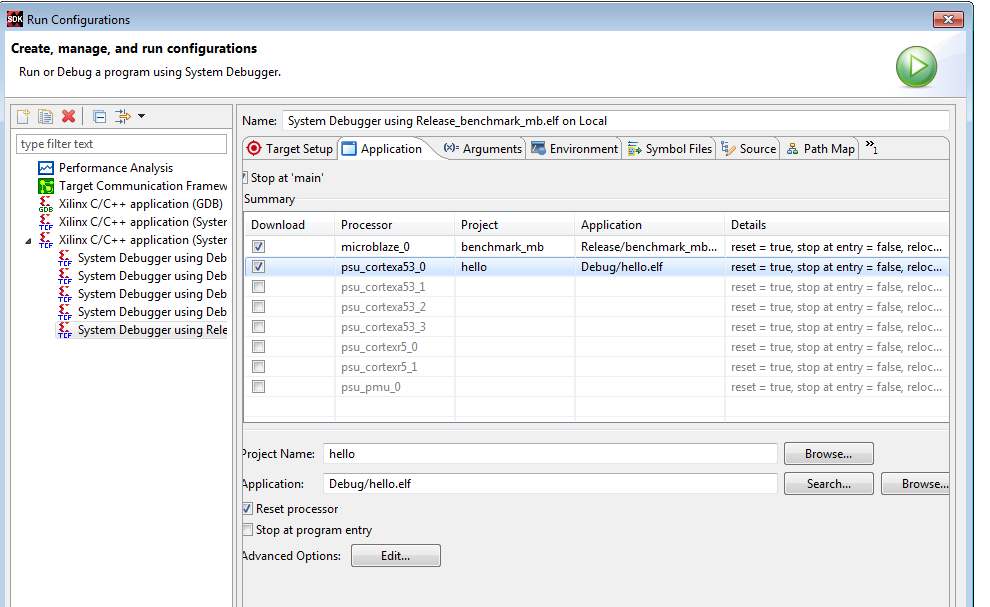 SDK Run Configurations
Create, manage, and run configurations
Run or Debug a program using System Debugger.
type filter text
Performance Analysis
Target Communication Framew
GDB Xilinx C/C++ application (GDB)
TCF Xilinx C/C++ application (Syster
TCF Xilinx C/C++ application (Syster
TCF System Debugger using Deb
TCF System Debugger using Deb
TCF System Debugger using Deb
TCF System Debugger using Deb
TCF System Debugger using Rele
Name: System Debugger using Release_benchmark_mb.elf on Local
Target Setup Application (x)= Arguments Environment Symbol Files Source Path Map »1
Stop at 'main'
Summary
Download Processor Project Application Details
microblaze_0 benchmark_mb Release/benchmark_mb... reset = true, stop at entry = false, reloc...
psu_cortexa53_0 hello Debug/hello.elf reset = true, stop at entry = false, reloc...
psu_cortexa53_1 reset = true, stop at entry = false, reloc...
psu_cortexa53_2 reset = true, stop at entry = false, reloc...
psu_cortexa53_3 reset = true, stop at entry = false, reloc...
psu_cortexr5_0 reset = true, stop at entry = false, reloc...
psu_cortexr5_1 reset = true, stop at entry = false, reloc...
psu_pmu_0 reset = true, stop at entry = false, reloc...
Project Name: hello Browse...
Application: Debug/hello.elf Search... Browse...
Reset processor
Stop at program entry
Advanced Options: Edit...